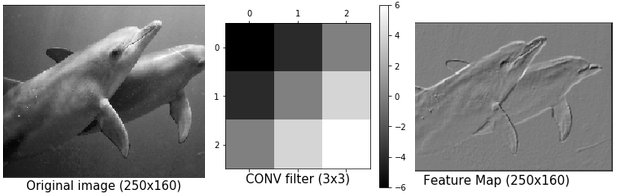 0 1 2
0
1
2
6
4
2
0
−2
−4
−6
Original image (250x160)
CONV filter (3x3)
Feature Map (250x160)